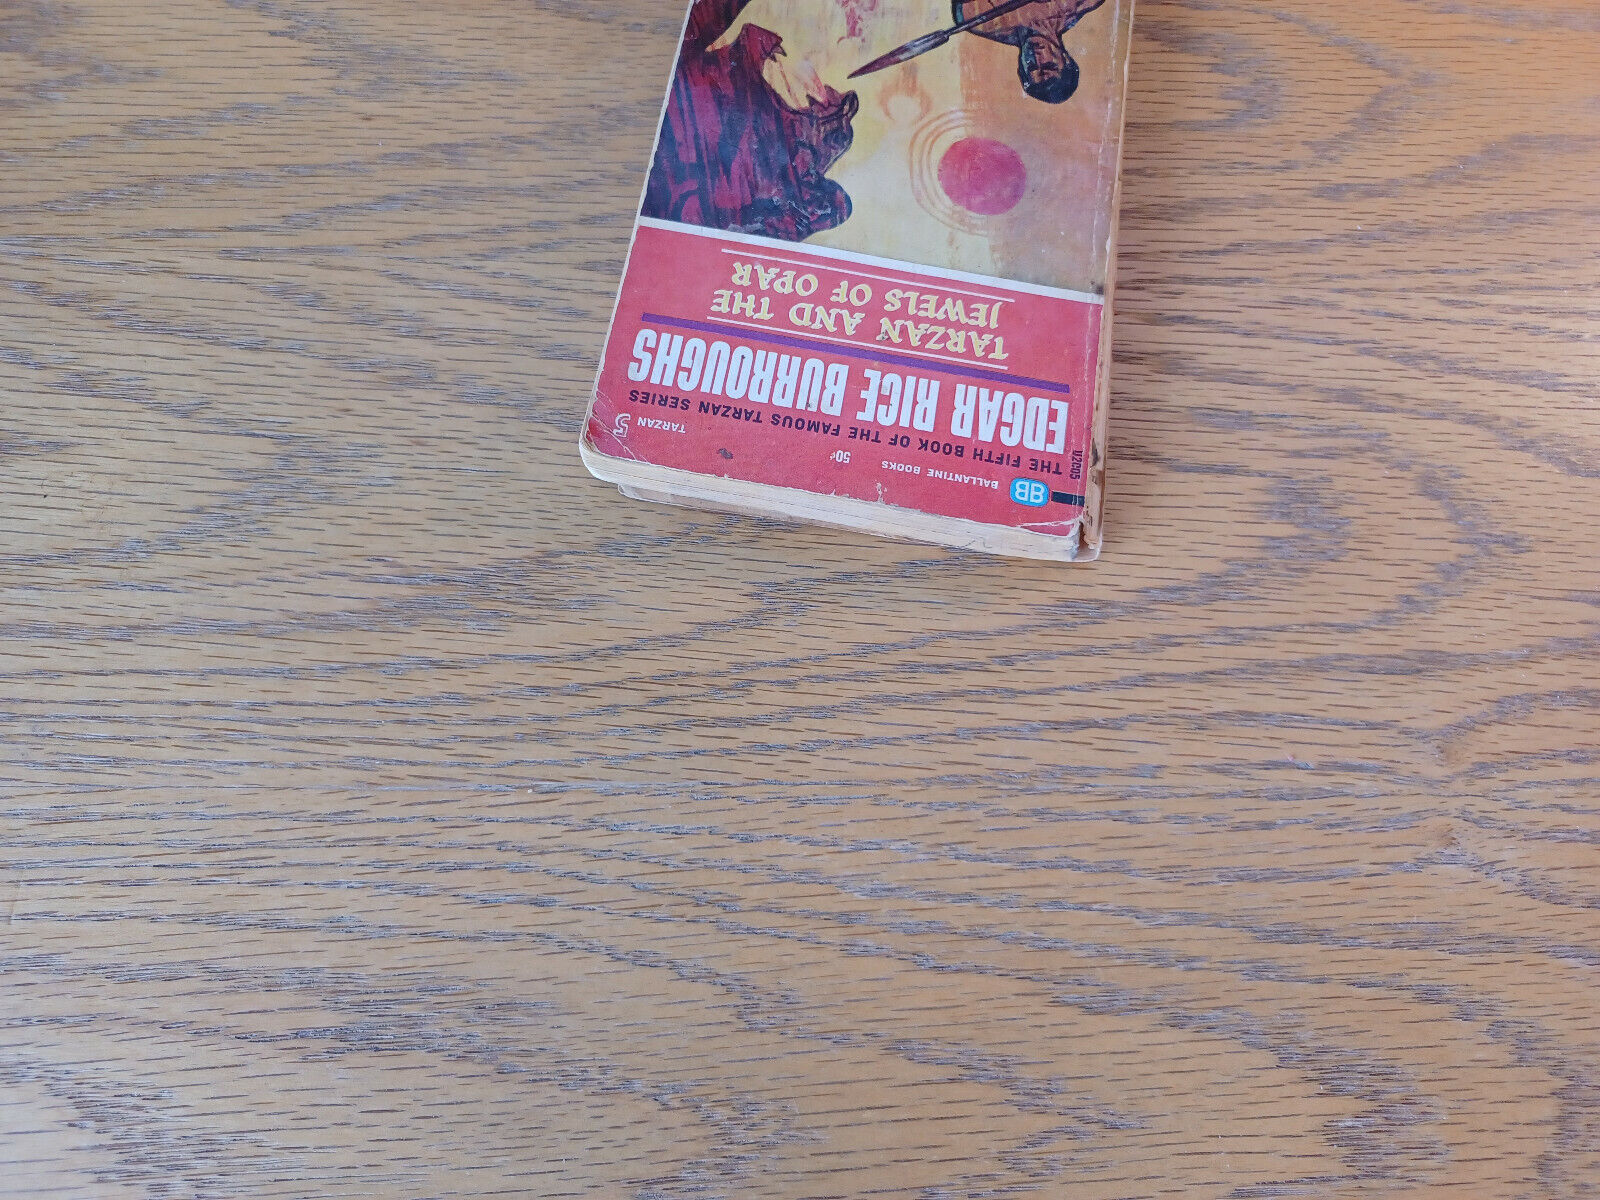 BB BALLANTINE BOOKS 50¢
U2005
THE FIFTH BOOK OF THE FAMOUS TARZAN SERIES
TARZAN 5
EDGAR RICE BURROUGHS
TARZAN AND THE
JEWELS OF OPAR